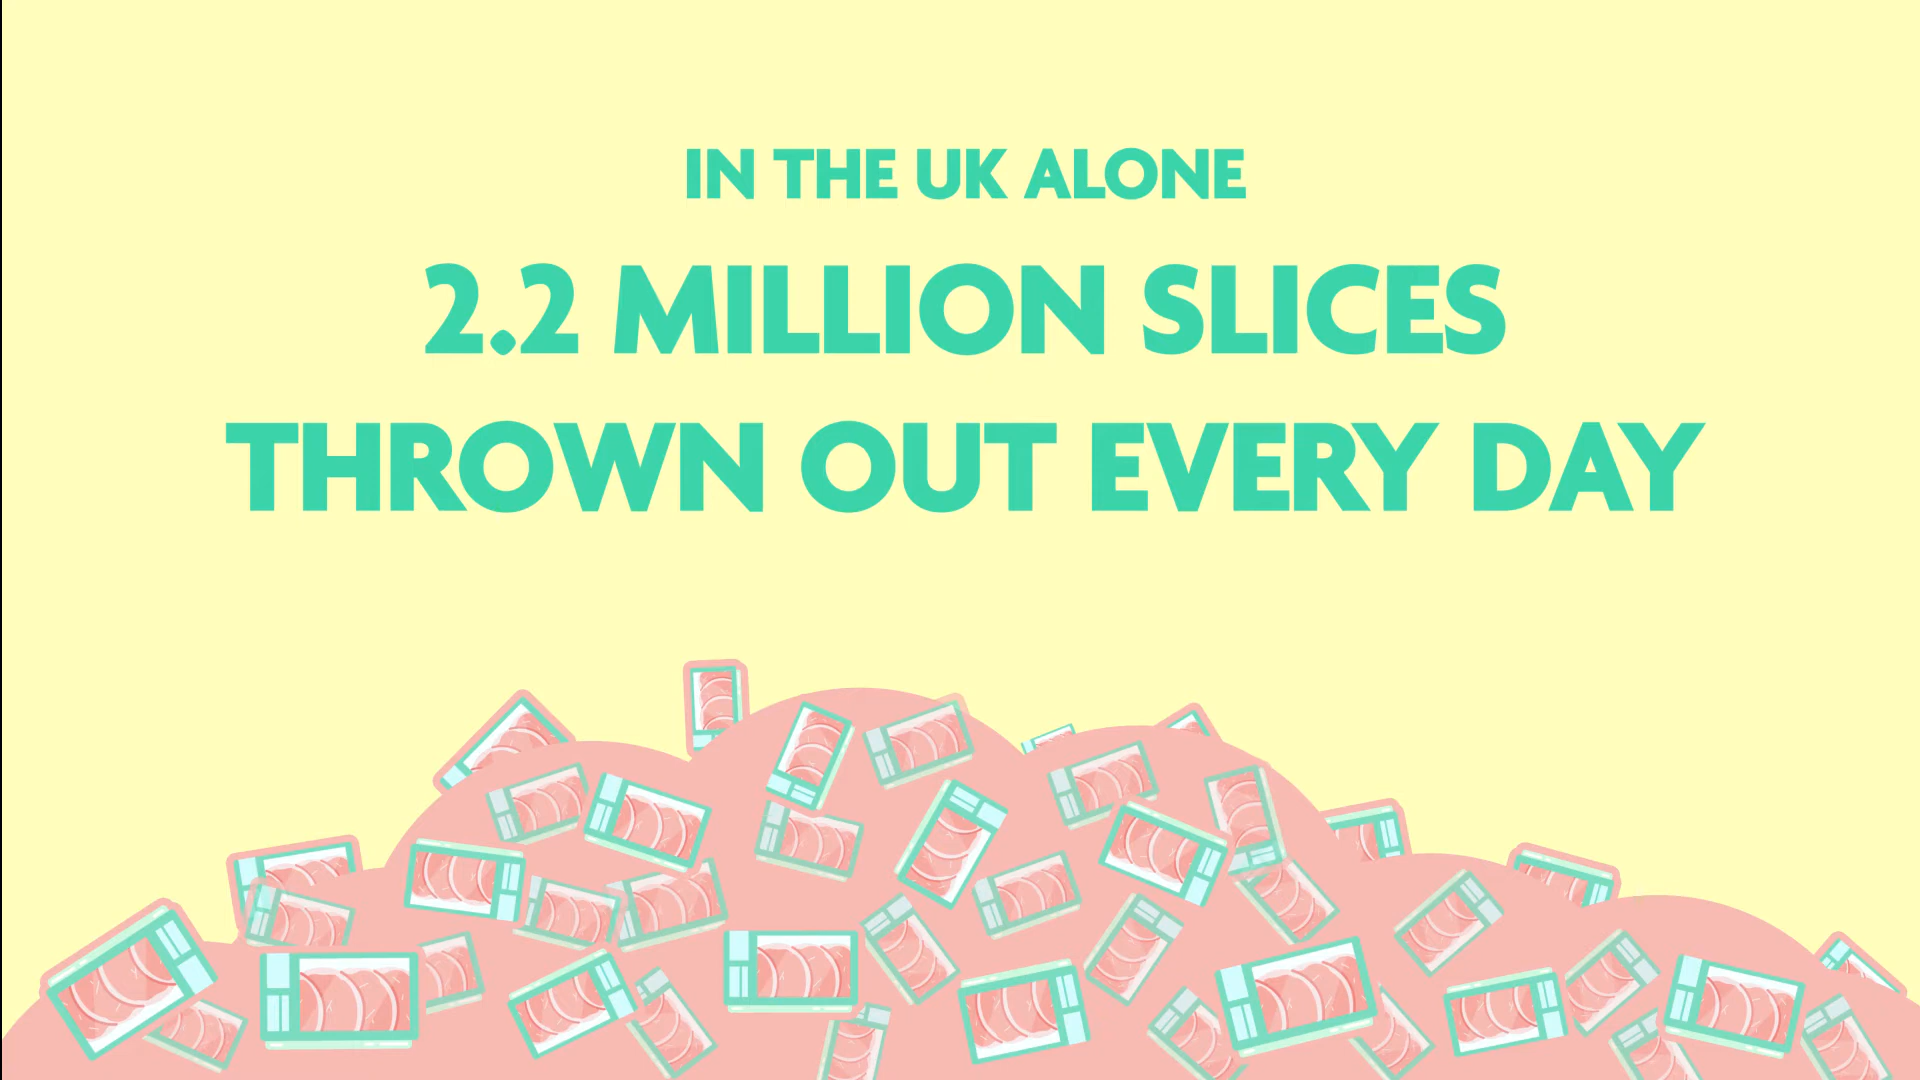 IN THE UK ALONE
2.2 MILLION SLICES
THROWN OUT EVERY DAY